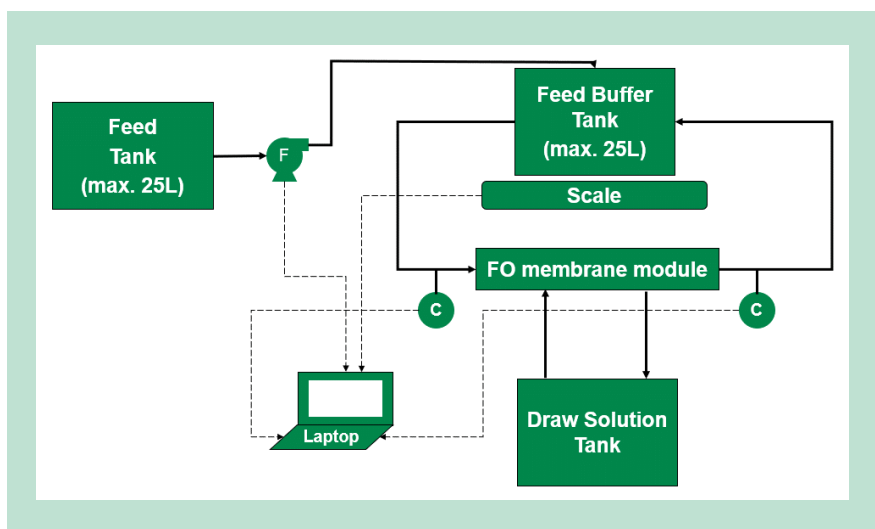 Feed
Tank
(max. 25L)
F
Feed Buffer
Tank
(max. 25L)
Scale
FO membrane module
C
C
Laptop
Draw Solution
Tank